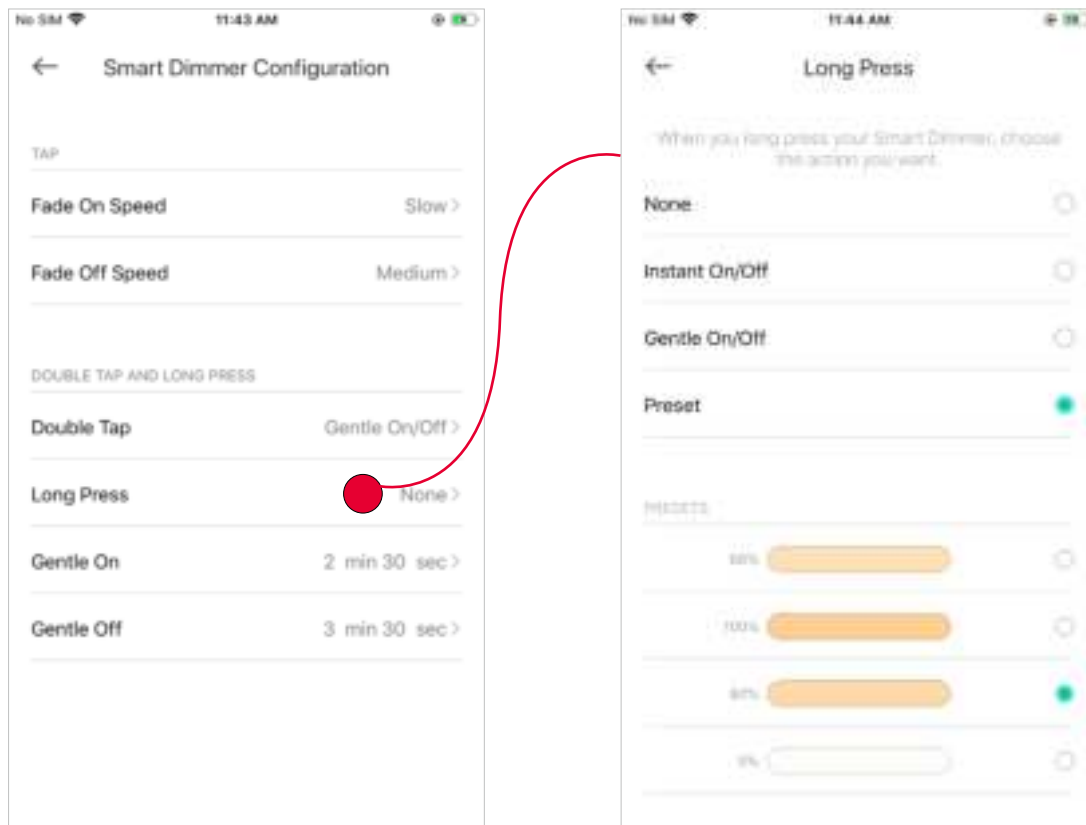 No SIM 11:43 AM
Smart Dimmer Configuration
TAP
Fade On Speed Slow >
Fade Off Speed Medium >
DOUBLE TAP AND LONG PRESS
Double Tap Gentle On/Off >
Long Press None >
Gentle On 2 min 30 sec >
Gentle Off 3 min 30 sec >
No SIM 11:44 AM
Long Press
When you long press your Smart Dimmer, choose
the action you want.
None
Instant On/Off
Gentle On/Off
Preset
PRESETS
100%
0%